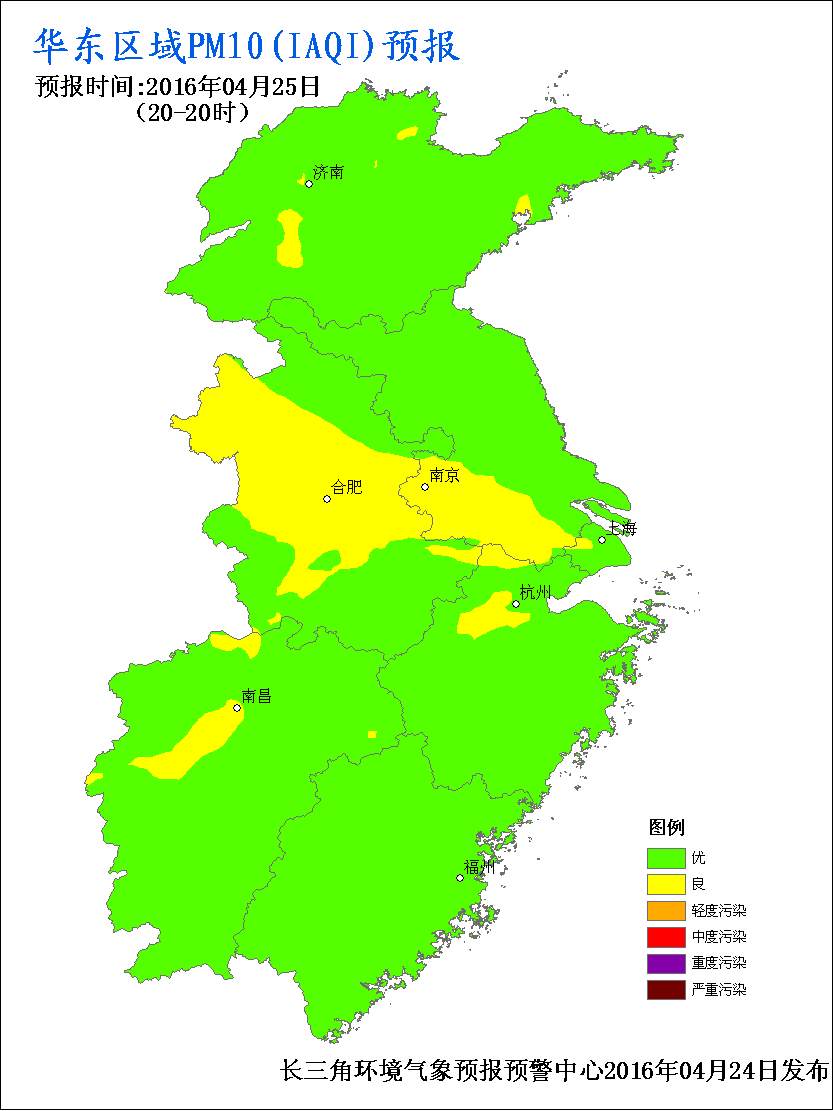 华东区域PM10(IAQI)预报
预报时间:2016年04月25日
(20-20时)
济南
合肥
南京
上海
杭州
南昌
福州
图例
优
良
轻度污染
中度污染
重度污染
严重污染
长三角环境气象预报预警中心2016年04月24日发布